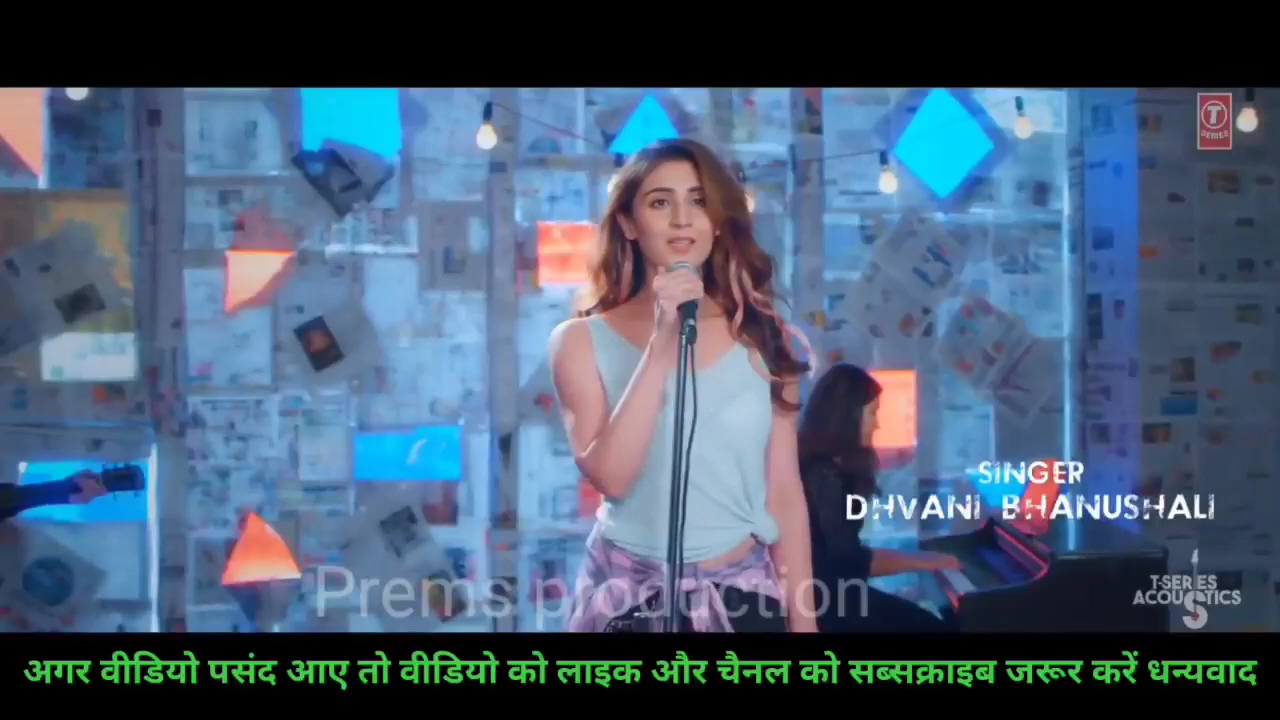 T
SERIES
SINGER
DHVANI BHANUSHALI
T-SERIES
ACOUSTICS
Prems production
अगर वीडियो पसंद आए तो वीडियो को लाइक और चैनल को सब्सक्राइब जरूर करें धन्यवाद